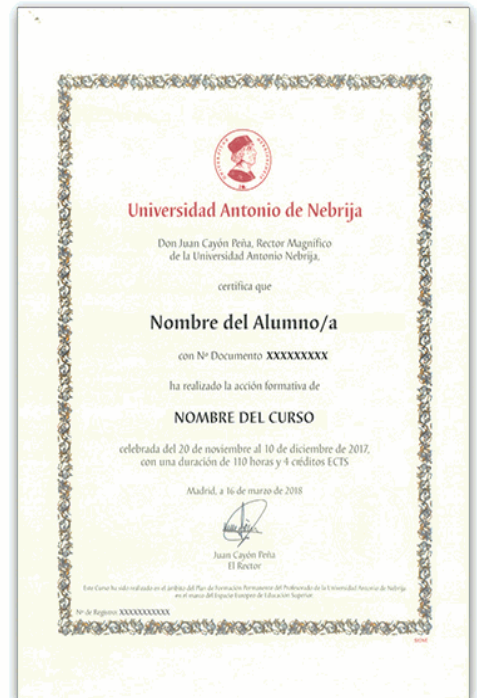 Universidad Antonio de Nebrija
Don Juan Cayón Peña, Rector Magnífico
de la Universidad Antonio Nebrija,
certifica que
Nombre del Alumno/a
con Nº Documento XXXXXXXXX
ha realizado la acción formativa de
NOMBRE DEL CURSO
celebrada del 20 de noviembre al 10 de diciembre de 2017,
con una duración de 110 horas y 4 créditos ECTS
Madrid, a 16 de marzo de 2018
Juan Cayón Peña
El Rector
Este Curso ha sido realizado en el ámbito del Plan de Formación Permanente del Profesorado de la Universidad Antonio de Nebrija,
en el marco del Espacio Europeo de Educación Superior
Nº de Registro: XXXXXXXXXXX